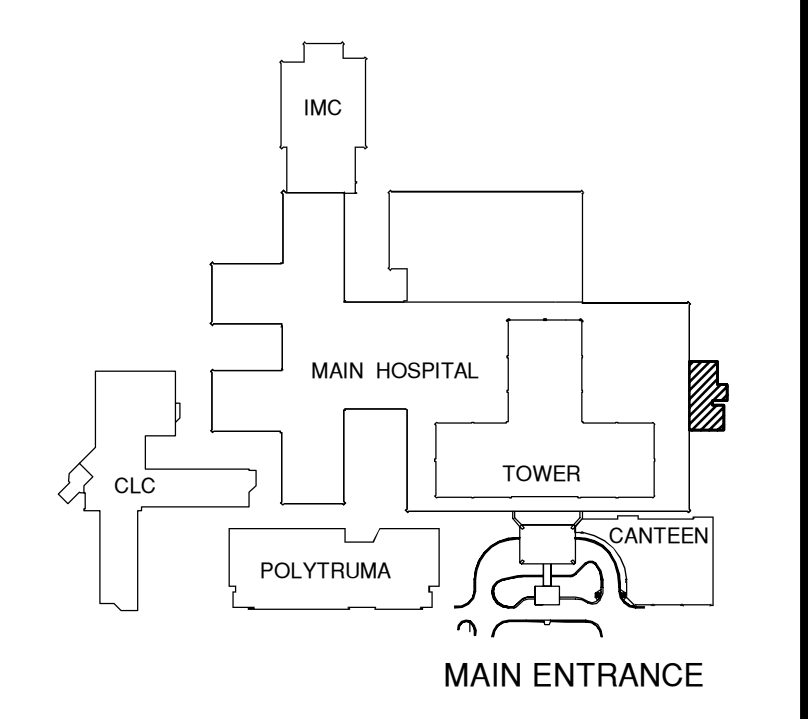 IMC
MAIN HOSPITAL
TOWER
CLC
CANTEEN
POLYTRUMA
MAIN ENTRANCE